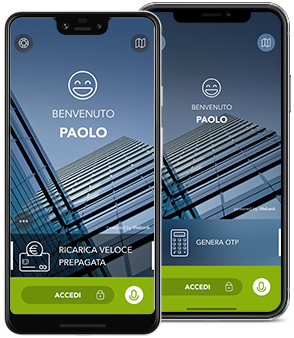 BENVENUTO
PAOLO
powered by Webank
RICARICA VELOCE
PREPAGATA
ACCEDI
BENVENUTO
PAOLO
powered by Webank
GENERA OTP
ACCEDI